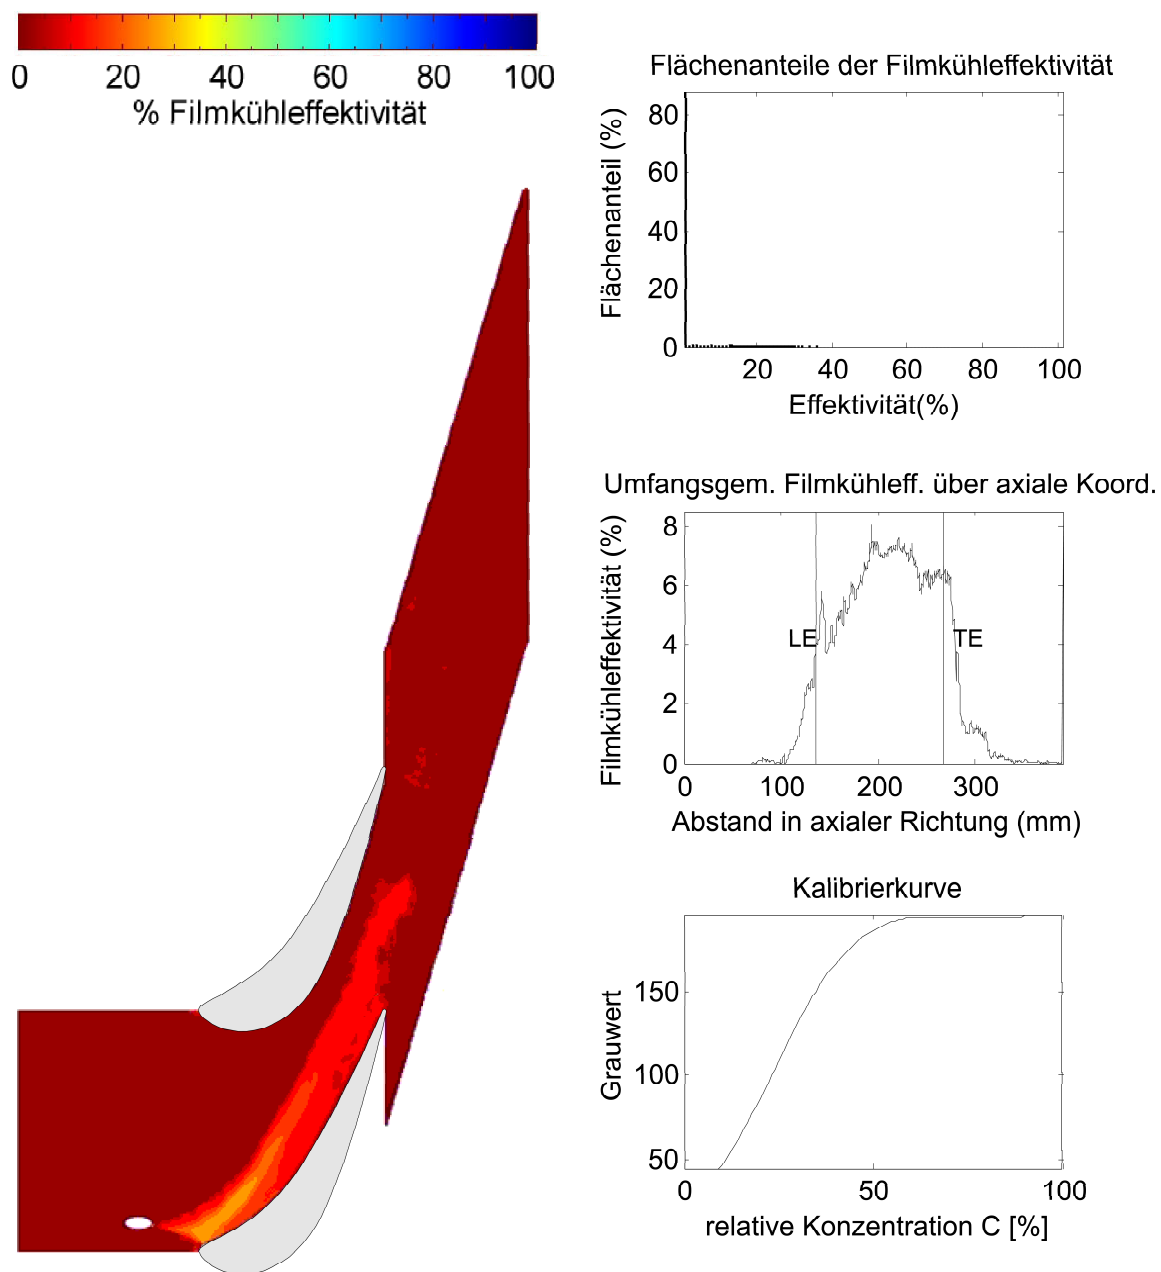 0 20 40 60 80 100
% Filmkühleffektivität
Flächenanteile der Filmkühleffektivität
Flächenanteil (%)
80
60
40
20
0
20 40 60 80 100
Effektivität(%)
Umfangsgem. Filmkühleff. über axiale Koord.
Filmkühleffektivität (%)
8
6
4
2
0
LE TE
0 100 200 300
Abstand in axialer Richtung (mm)
Kalibrierkurve
Grauwert
150
100
50
0 50 100
relative Konzentration C [%]